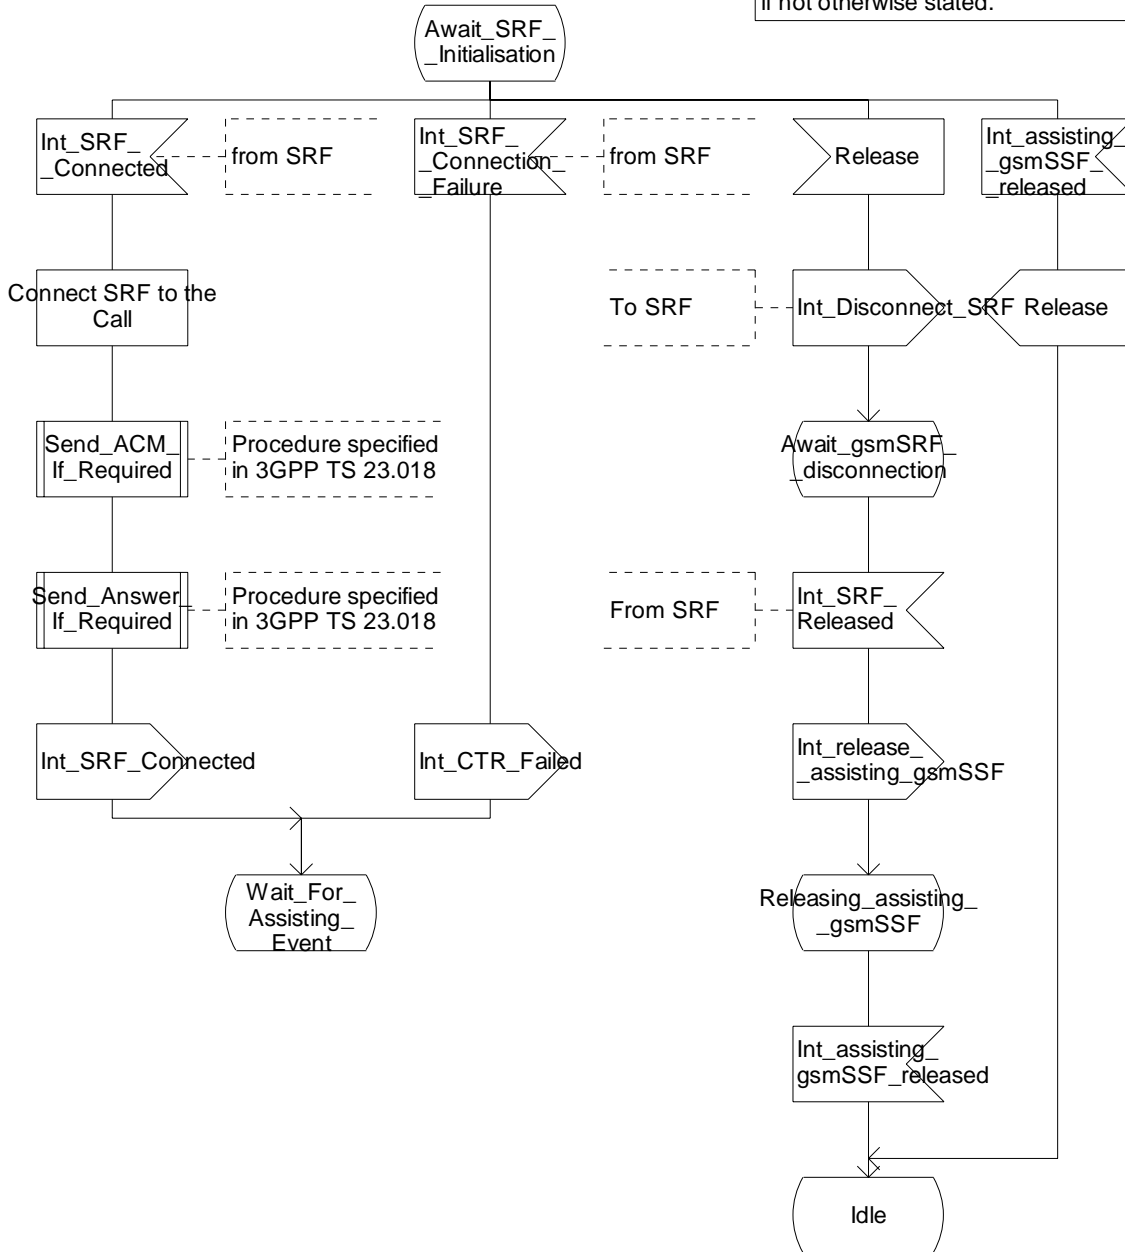 if not otherwise stated.
Await_SRF_
_Initialisation
Int_SRF_
_Connected
from SRF
Int_SRF_
_Connection_
_Failure
from SRF
Release
Int_assisting_
_gsmSSF_
_released
Connect SRF to the
Call
To SRF
Int_Disconnect_SRF
Release
Send_ACM_
If_Required
Procedure specified
in 3GPP TS 23.018
Await_gsmSRF_
_disconnection
Send_Answer_
If_Required
Procedure specified
in 3GPP TS 23.018
From SRF
Int_SRF_
Released
Int_SRF_Connected
Int_CTR_Failed
Int_release_
_assisting_gsmSSF
Wait_For_
Assisting_
Event
Releasing_assisting_
_gsmSSF
Int_assisting_
gsmSSF_released
Idle